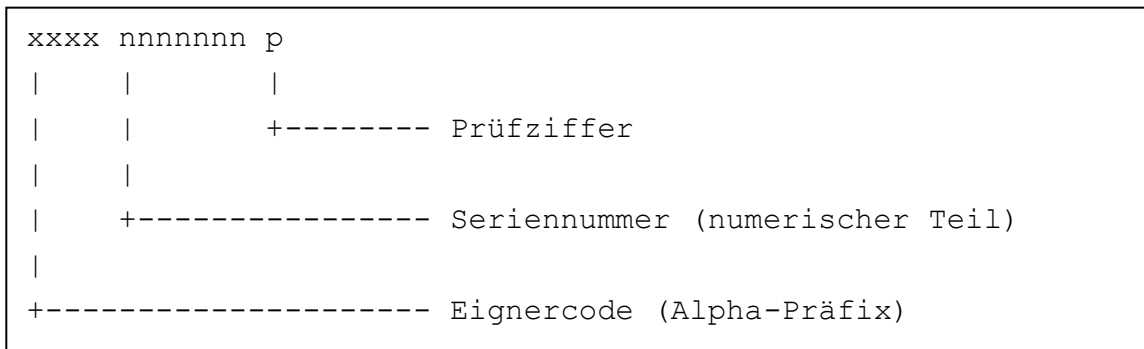 xxxx nnnnnnn p
|    |       |
|    |       +-------- Prüfziffer
|    |
|    +---------------- Seriennummer (numerischer Teil)
|
+--------------------- Eignercode (Alpha-Präfix)